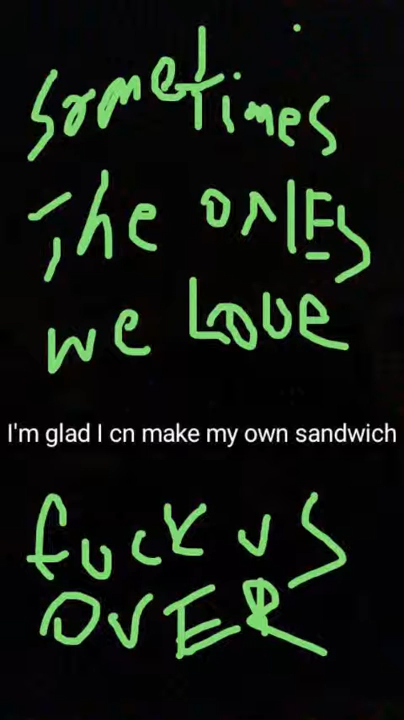 sometimes
The ONES
we Love
I'm glad I cn make my own sandwich
fuck us
OVER